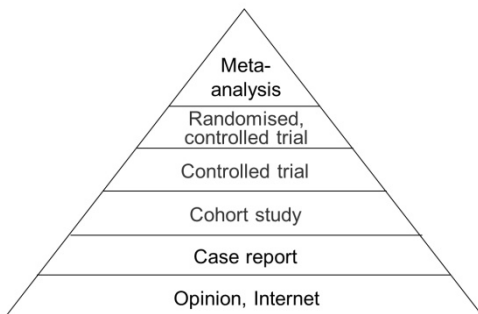 Meta-
analysis
Randomised,
controlled trial
Controlled trial
Cohort study
Case report
Opinion, Internet